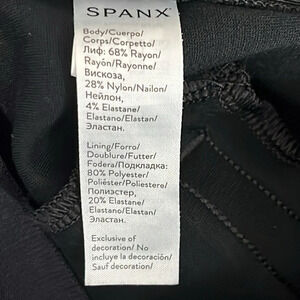 SPANX
Body/Cuerpo/
Corps/Corpetto/
Лиф: 68% Rayon/
Rayón/Rayonne/
Вискоза,
28% Nylon/Nailon/
Нейлон,
4% Elastane/
Elastano/Elastan/
Эластан.
Lining/Forro/
Doublure/Futter/
Fodera/Подкладка:
80% Polyester/
Poliéster/Poliestere/
Полиэстер,
20% Elastane/
Elastano/Elastan/
Эластан.
Exclusive of
decoration/ No
incluye la decoración/
Sauf decoration/